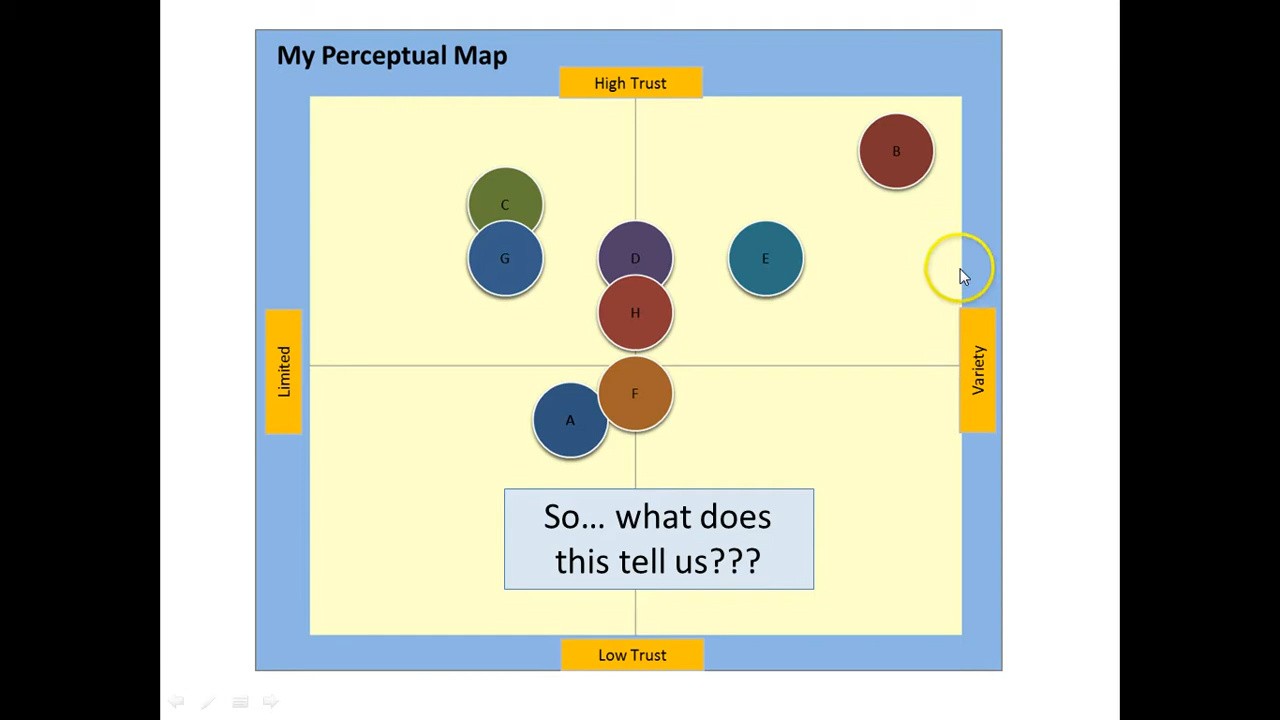 My Perceptual Map
High Trust
B
C
G
D
E
H
Limited
Variety
F
A
So... what does
this tell us???
Low Trust